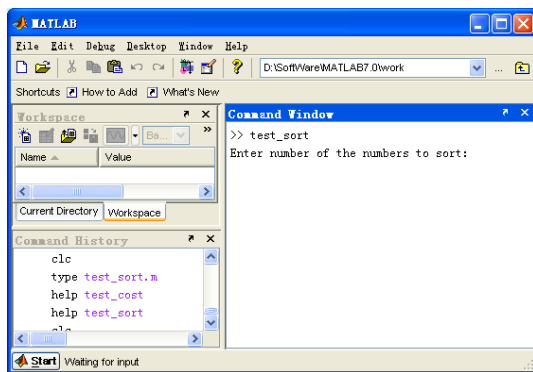 MATLAB
File Edit Debug Desktop Window Help
D:\SoftWare\MATLAB7.0\work ...
Shortcuts How to Add What's New
Workspace
Ba...
Name Value
Current Directory Workspace
Command History
clc
type test_sort.m
help test_cost
help test_sort
clc
Command Window
>> test_sort
Enter number of the numbers to sort:
Start Waiting for input